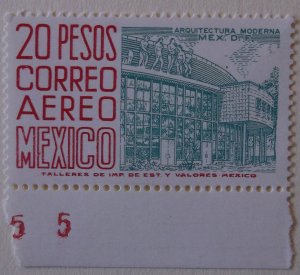 20 PESOS
CORREO
AEREO
MEXICO
ARQUITECTURA MODERNA
MEX. D.F.
TALLERES DE IMP. DE EST. Y VALORES-MEXICO
5 5